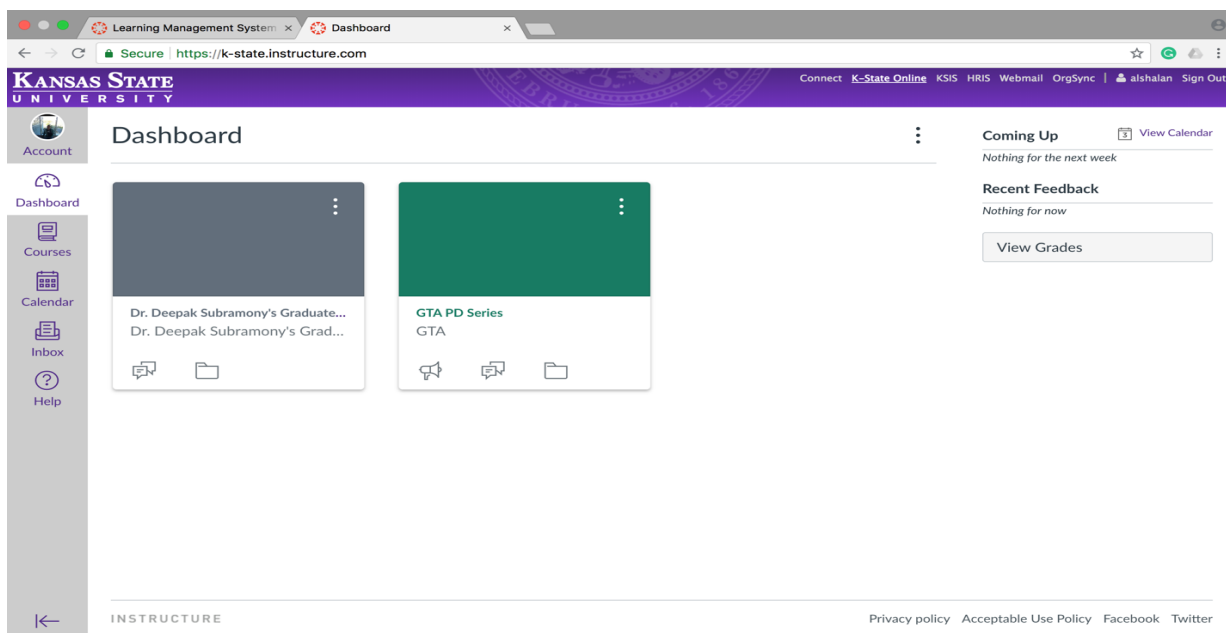 Learning Management System × Dashboard ×
Secure https://k-state.instructure.com
KANSAS STATE
UNIVERSITY
Connect K-State Online KSIS HRIS Webmail OrgSync | alshalan Sign Out
Account
Dashboard
Courses
Calendar
Inbox
Help
Dashboard
Dr. Deepak Subramony's Graduate...
Dr. Deepak Subramony's Grad...
GTA PD Series
GTA
Coming Up
3 View Calendar
Nothing for the next week
Recent Feedback
Nothing for now
View Grades
INSTRUCTURE
Privacy policy Acceptable Use Policy Facebook Twitter